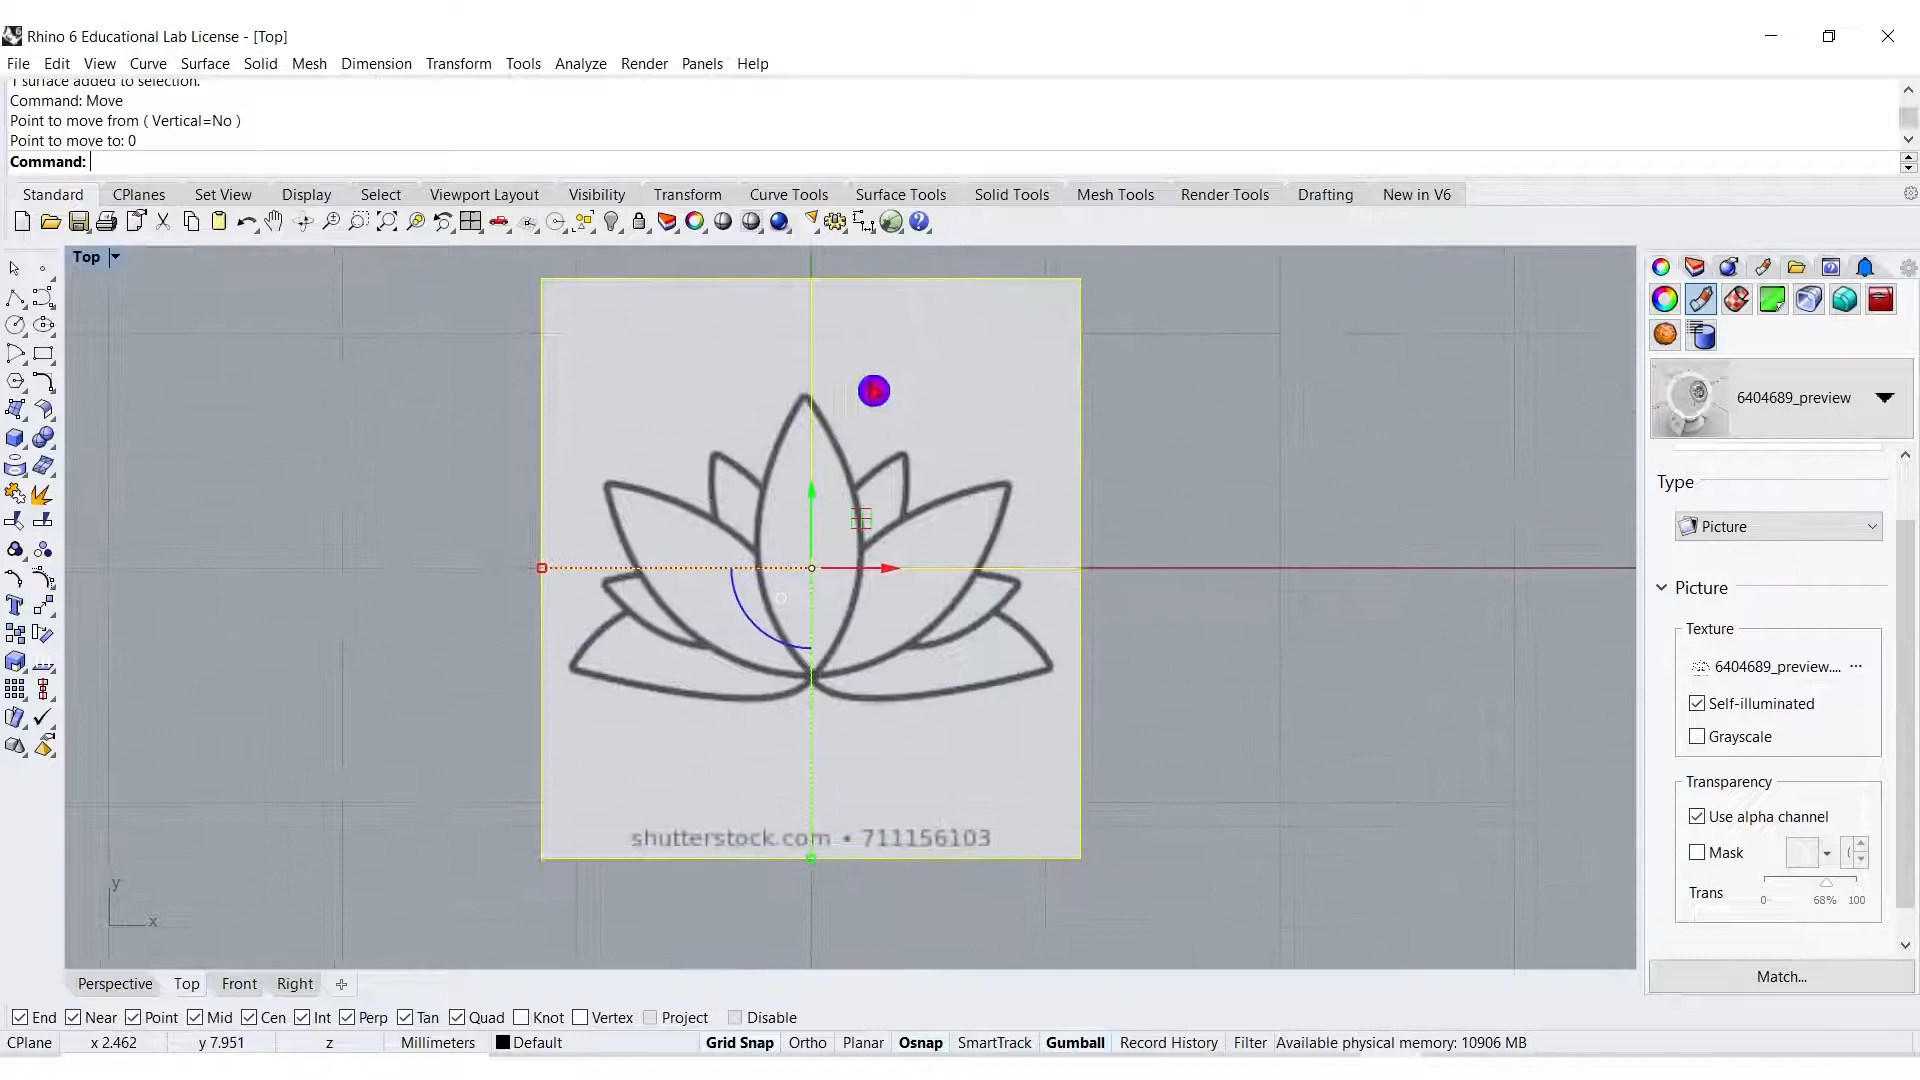 Rhino 6 Educational Lab License - [Top]
File Edit View Curve Surface Solid Mesh Dimension Transform Tools Analyze Render Panels Help
1 surface added to selection.
Command: Move
Point to move from ( Vertical=No )
Point to move to: 0
Command:
Standard CPlanes Set View Display Select Viewport Layout Visibility Transform Curve Tools Surface Tools Solid Tools Mesh Tools Render Tools Drafting New in V6
Top
6404689_preview
Type
Picture
Picture
Texture
6404689_preview....
Self-illuminated
Grayscale
Transparency
Use alpha channel
Mask
Trans
0 68% 100
Match...
shutterstock.com • 711156103
y
x
Perspective Top Front Right
End Near Point Mid Cen Int Perp Tan Quad Knot Vertex Project Disable
CPlane x 2.462 y 7.951 z Millimeters Default Grid Snap Ortho Planar Osnap SmartTrack Gumball Record History Filter Available physical memory: 10906 MB